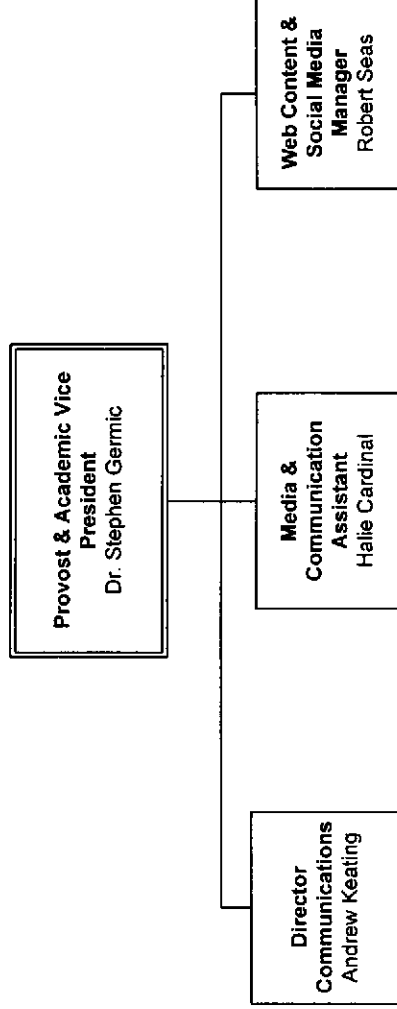 Provost & Academic Vice
President
Dr. Stephen Germic
Director
Communications
Andrew Keating
Media &
Communication
Assistant
Halie Cardinal
Web Content &
Social Media
Manager
Robert Seas